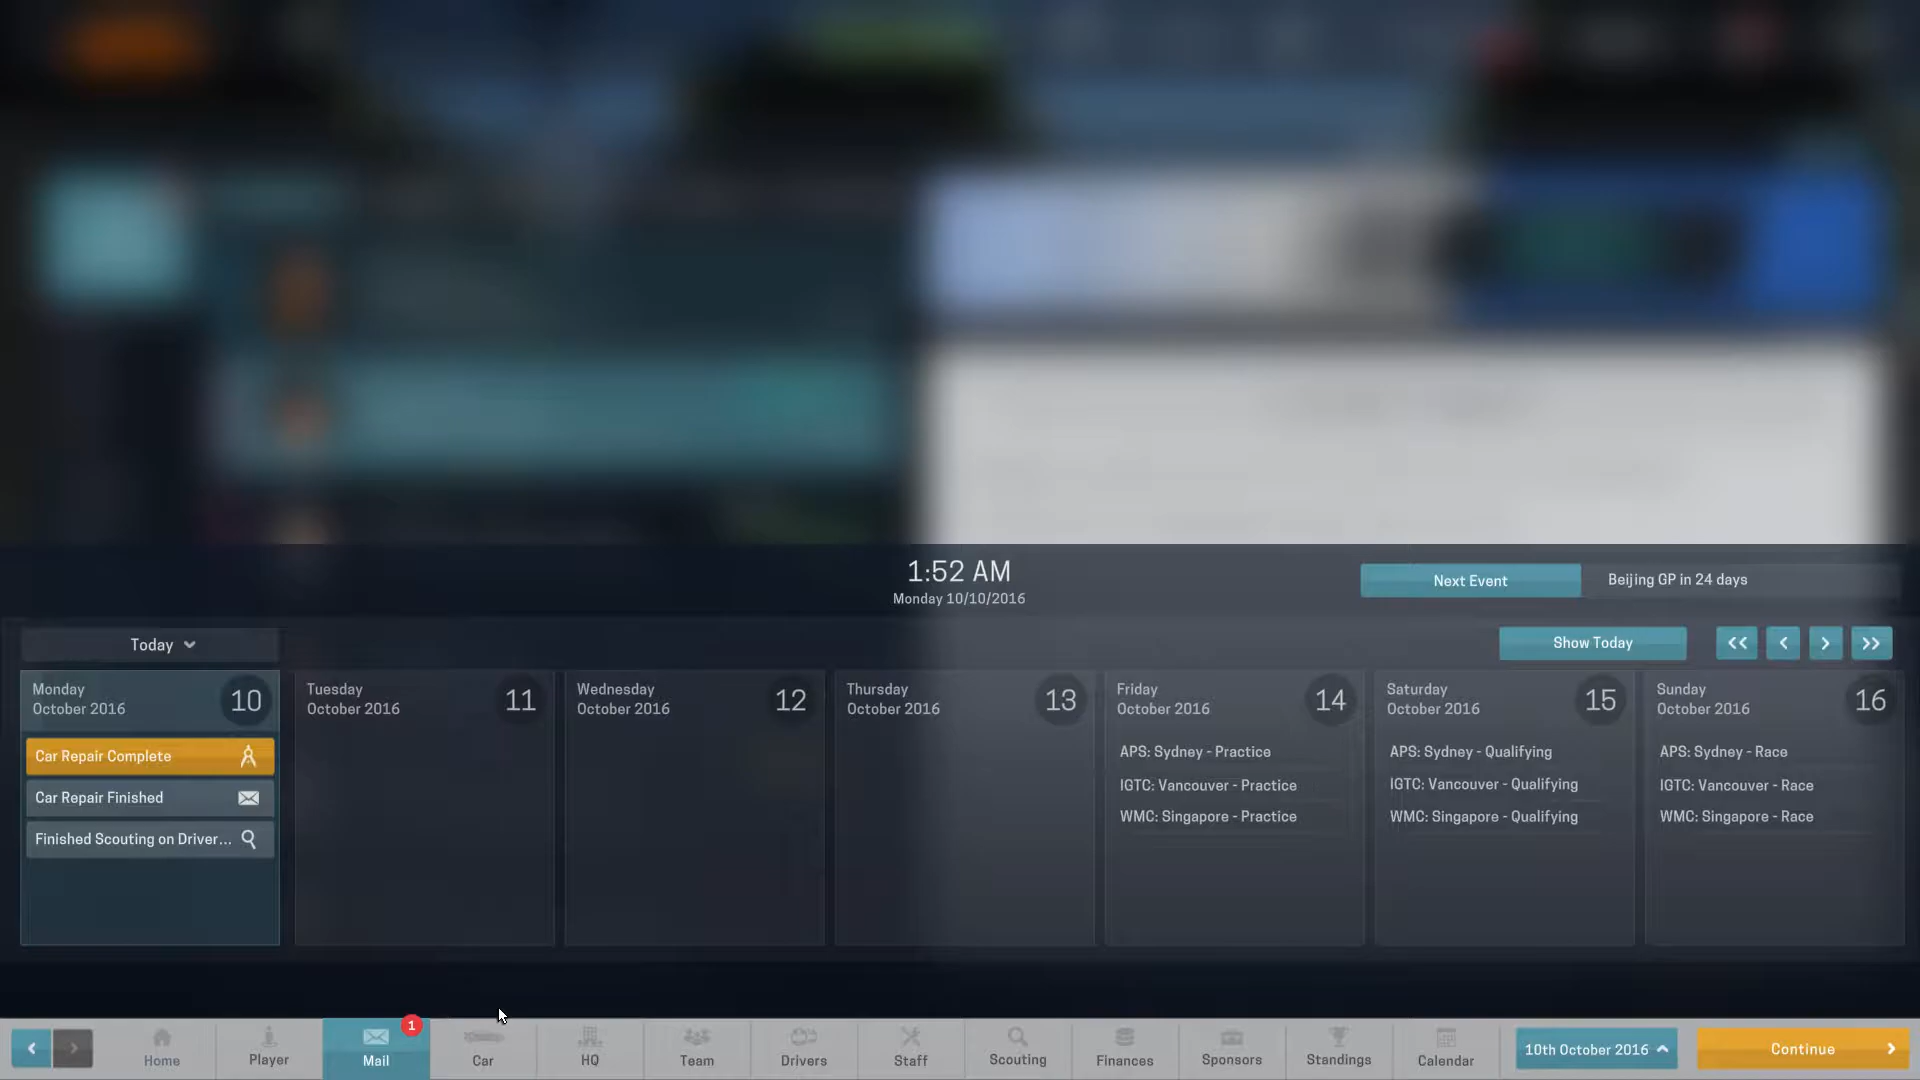 1:52 AM
Monday 10/10/2016
Next Event
Beijing GP in 24 days
Today
Show Today
Monday
October 2016
10
Car Repair Complete
Car Repair Finished
Finished Scouting on Driver...
Tuesday
October 2016
11
Wednesday
October 2016
12
Thursday
October 2016
13
Friday
October 2016
14
APS: Sydney - Practice
IGTC: Vancouver - Practice
WMC: Singapore - Practice
Saturday
October 2016
15
APS: Sydney - Qualifying
IGTC: Vancouver - Qualifying
WMC: Singapore - Qualifying
Sunday
October 2016
16
APS: Sydney - Race
IGTC: Vancouver - Race
WMC: Singapore - Race
Home
Player
1
Mail
Car
HQ
Team
Drivers
Staff
Scouting
Finances
Sponsors
Standings
Calendar
10th October 2016
Continue